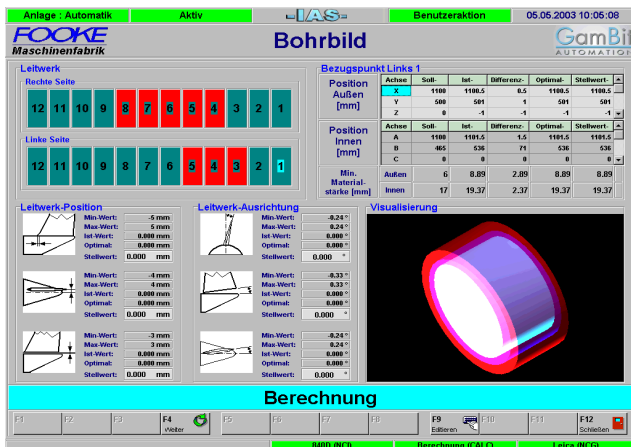 Anlage : Automatik Aktiv IAS Benutzeraktion 05.05.2003 10:05:08
FOOKE
Maschinenfabrik
Bohrbild
GamBit
AUTOMATION
Leitwerk
Rechte Seite
12 11 10 9 8 7 6 5 4 3 2 1
Linke Seite
12 11 10 9 8 7 6 5 4 3 2 1
Bezugspunkt Links 1
Position Außen [mm]
Achse Soll- Ist- Differenz- Optimal- Stellwert-
X 1100 1100.5 0.5 1100.5 1100.5
Y 500 501 1 501 501
Z 0 -1 -1 -1 -1
Position Innen [mm]
Achse Soll- Ist- Differenz- Optimal- Stellwert-
A 1100 1101.5 1.5 1101.5 1101.5
B 465 536 71 536 536
C 0 0 0 0 0
Min. Material-
stärke [mm]
Außen 6 8.89 2.89 8.89 8.89
Innen 17 19.37 2.37 19.37 19.37
Leitwerk-Position
Min-Wert: -5 mm
Max-Wert: 5 mm
Ist-Wert: 0.000 mm
Optimal: 0.000 mm
Stellwert: 0.000 mm
Min-Wert: -4 mm
Max-Wert: 4 mm
Ist-Wert: 0.000 mm
Optimal: 0.000 mm
Stellwert: 0.000 mm
Min-Wert: -3 mm
Max-Wert: 3 mm
Ist-Wert: 0.000 mm
Optimal: 0.000 mm
Stellwert: 0.000 mm
Leitwerk-Ausrichtung
Min-Wert: -0.24 °
Max-Wert: 0.24 °
Ist-Wert: 0.000 °
Optimal: 0.000 °
Stellwert: 0.000 °
Min-Wert: -0.33 °
Max-Wert: 0.33 °
Ist-Wert: 0.000 °
Optimal: 0.000 °
Stellwert: 0.000 °
Min-Wert: -0.24 °
Max-Wert: 0.24 °
Ist-Wert: 0.000 °
Optimal: 0.000 °
Stellwert: 0.000 °
Visualisierung
Berechnung
F1 F2 F3 F4 F5 F6 F7 F8 F9 F10 F11 F12
Weiter Editieren Schließen
840D (NCI) Berechnung (CALC) Leica (NCG)